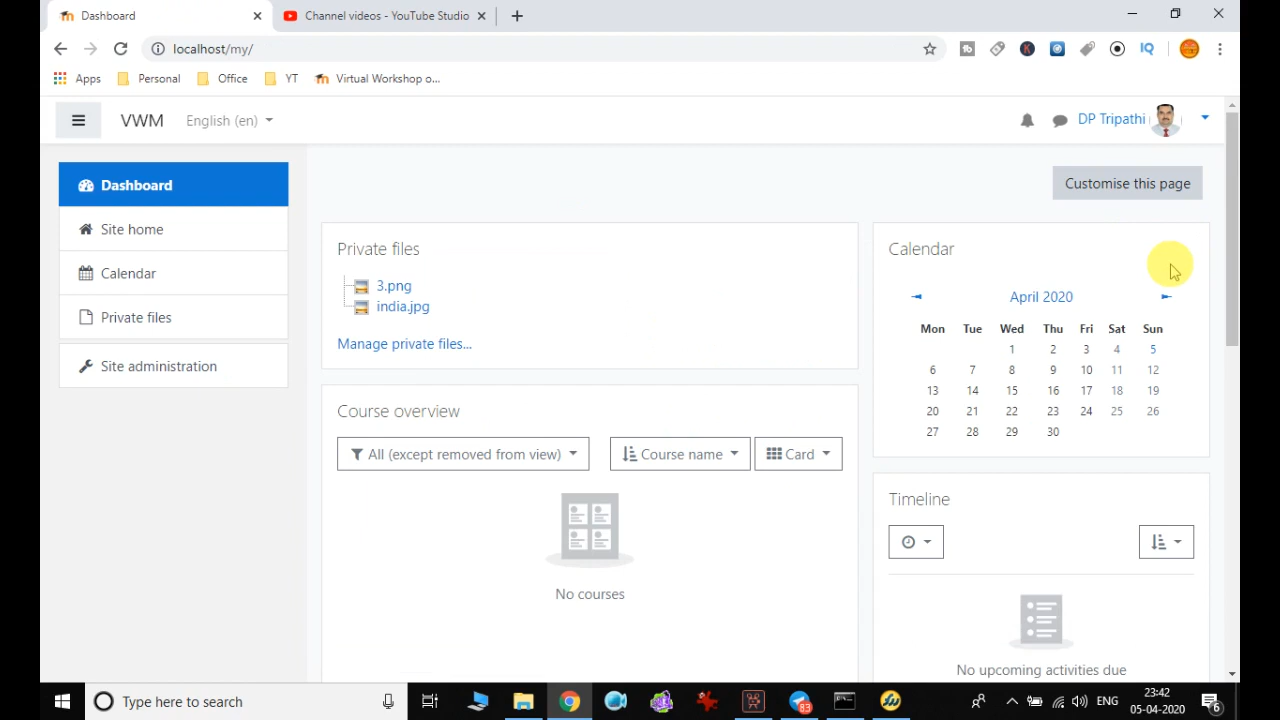 Dashboard
Channel videos - YouTube Studio
localhost/my/
Apps
Personal
Office
YT
Virtual Workshop o...
VWM
English (en)
DP Tripathi
Dashboard
Site home
Calendar
Private files
Site administration
Customise this page
Private files
3.png
india.jpg
Manage private files...
Course overview
All (except removed from view)
Course name
Card
No courses
Calendar
April 2020
Mon Tue Wed Thu Fri Sat Sun
1 2 3 4 5
6 7 8 9 10 11 12
13 14 15 16 17 18 19
20 21 22 23 24 25 26
27 28 29 30
Timeline
No upcoming activities due
Type here to search
83
ENG
23:42
05-04-2020
6